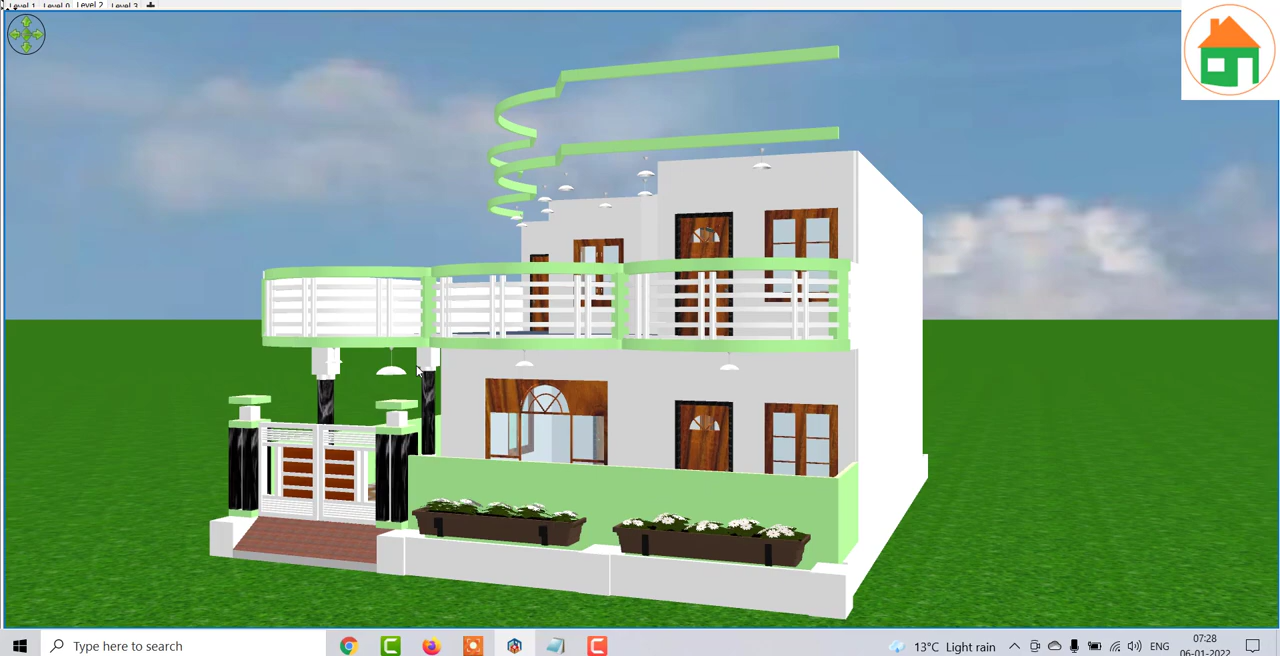 Level 1 Level 0 Level 2 Level 3
Type here to search
13°C Light rain
ENG
07:28
06-01-2022